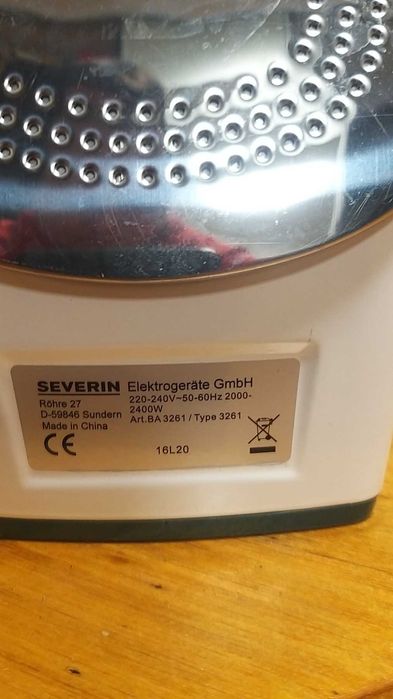 SEVERIN Elektrogeräte GmbH
Röhre 27
D-59846 Sundern
Made in China
220-240V~50-60Hz 2000-
2400W
Art.BA 3261 / Type 3261
CE
16L20